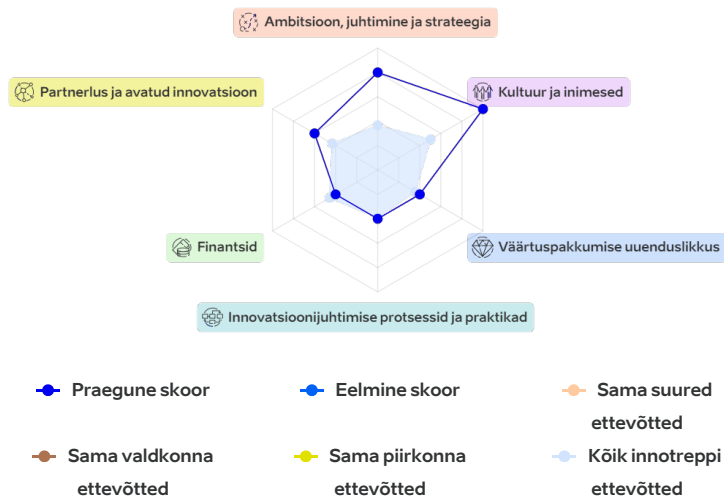 Ambitsioon, juhtimine ja strateegia
Partnerlus ja avatud innovatsioon
Kultuur ja inimesed
Finantsid
Väärtuspakkumise uuenduslikkus
Innovatsioonijuhtimise protsessid ja praktikad
Praegune skoor
Eelmine skoor
Sama suured
ettevõtted
Sama valdkonna
ettevõtted
Sama piirkonna
ettevõtted
Kõik innotreppi
ettevõtted